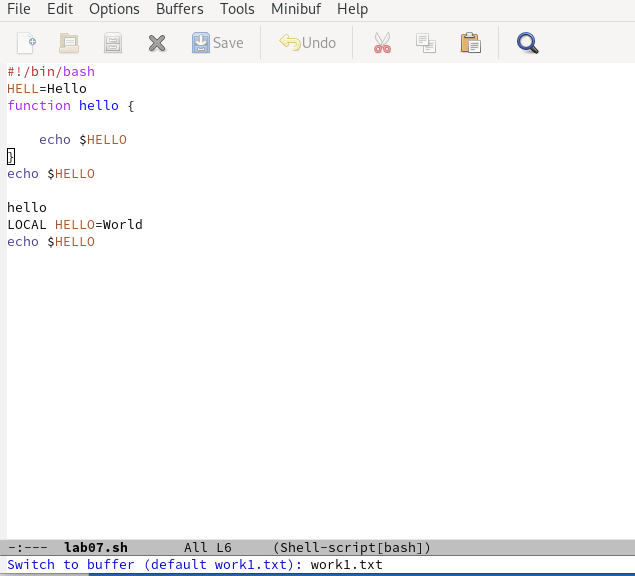 File Edit Options Buffers Tools Minibuf Help
Save Undo
#!/bin/bash
HELL=Hello
function hello {
echo $HELLO
}
echo $HELLO
hello
LOCAL HELLO=World
echo $HELLO
-:--- lab07.sh All L6 (Shell-script[bash])
Switch to buffer (default work1.txt): work1.txt